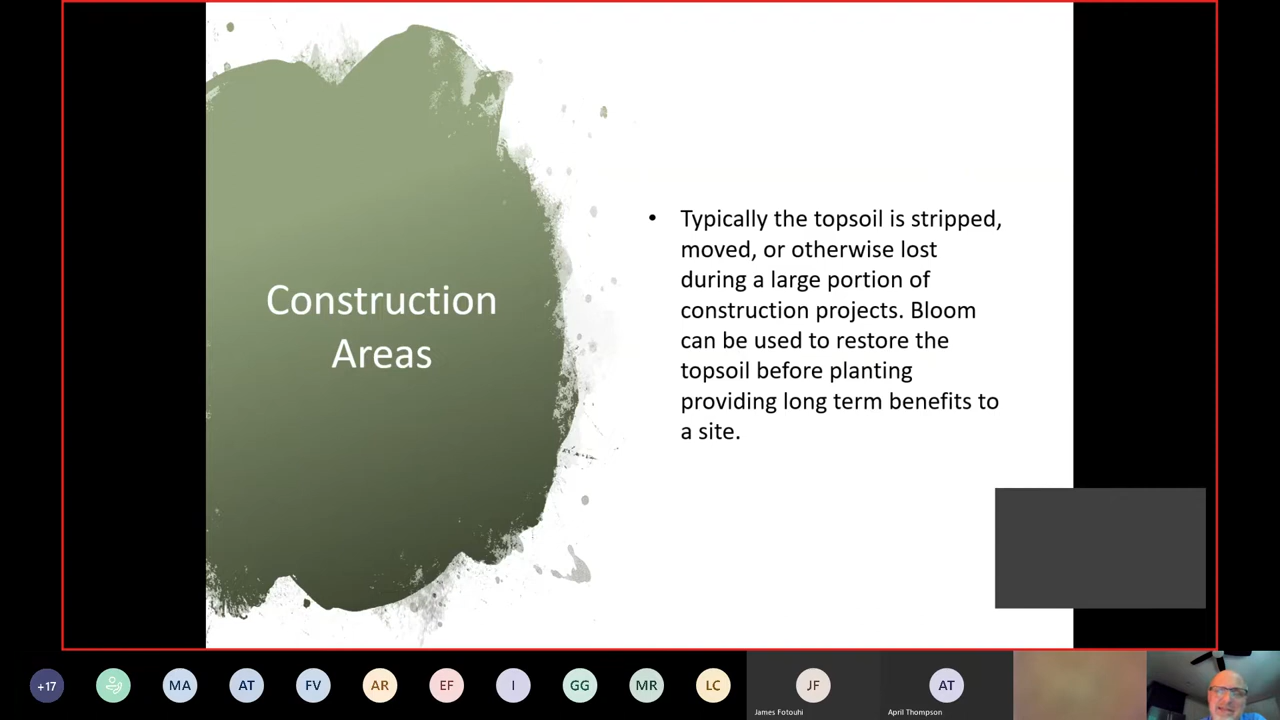 Construction
Areas
• Typically the topsoil is stripped,
moved, or otherwise lost
during a large portion of
construction projects. Bloom
can be used to restore the
topsoil before planting
providing long term benefits to
a site.
+17
MA
AT
FV
AR
EF
I
GG
MR
LC
JF
James Fotouhi
AT
April Thompson